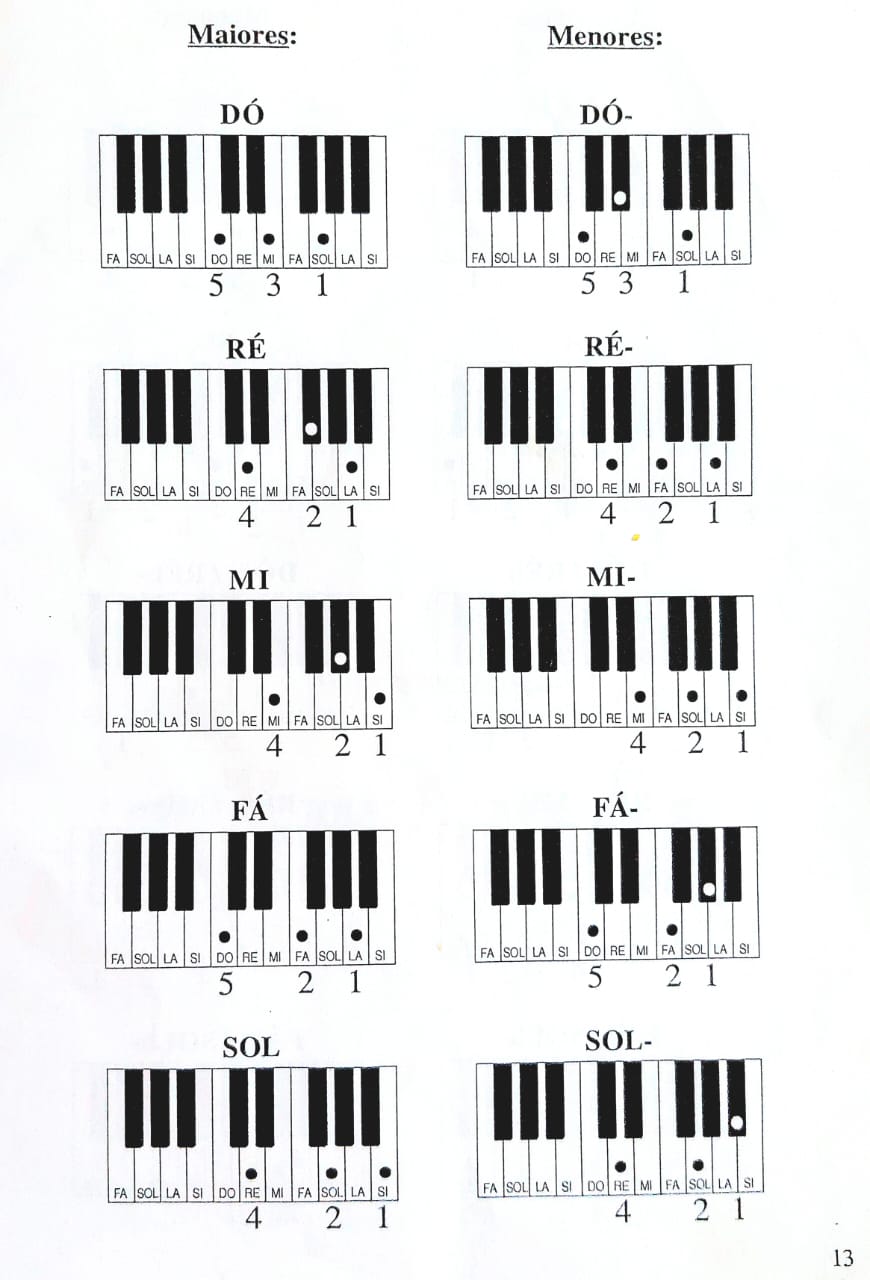 Maiores:
Menores:
DÓ
FA SOL LA SI DO RE MI FA SOL LA SI
5 3 1
DÓ-
FA SOL LA SI DO RE MI FA SOL LA SI
5 3 1
RÉ
FA SOL LA SI DO RE MI FA SOL LA SI
4 2 1
RÉ-
FA SOL LA SI DO RE MI FA SOL LA SI
4 2 1
MI
FA SOL LA SI DO RE MI FA SOL LA SI
4 2 1
MI-
FA SOL LA SI DO RE MI FA SOL LA SI
4 2 1
FÁ
FA SOL LA SI DO RE MI FA SOL LA SI
5 2 1
FÁ-
FA SOL LA SI DO RE MI FA SOL LA SI
5 2 1
SOL
FA SOL LA SI DO RE MI FA SOL LA SI
4 2 1
SOL-
FA SOL LA SI DO RE MI FA SOL LA SI
4 2 1
13